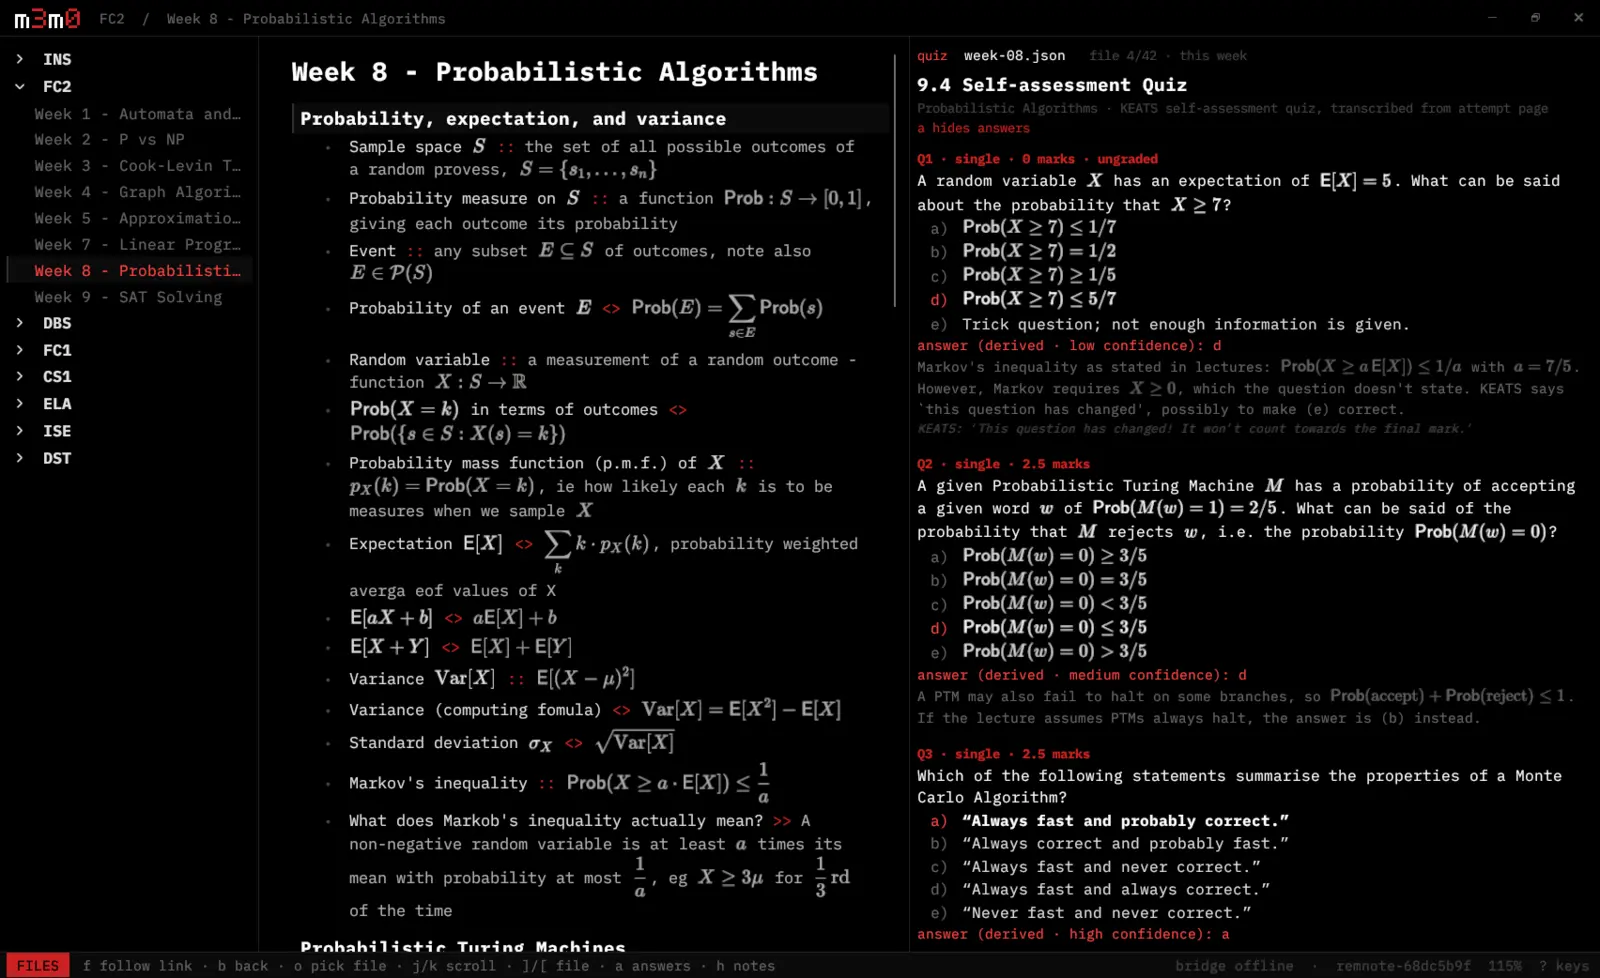 m3m0 FC2 / Week 8 - Probabilistic Algorithms
INS
FC2
Week 1 - Automata and…
Week 2 - P vs NP
Week 3 - Cook-Levin T…
Week 4 - Graph Algori…
Week 5 - Approximatio…
Week 7 - Linear Progr…
Week 8 - Probabilisti…
Week 9 - SAT Solving
DBS
FC1
CS1
ELA
ISE
DST
Week 8 - Probabilistic Algorithms
Probability, expectation, and variance
Sample space S :: the set of all possible outcomes of
a random provess, S = {s₁, …, sₙ}
Probability measure on S :: a function Prob : S → [0, 1],
giving each outcome its probability
Event :: any subset E ⊆ S of outcomes, note also
E ∈ 𝒫(S)
Probability of an event E <> Prob(E) = ∑ Prob(s)
s∈E
Random variable :: a measurement of a random outcome -
function X : S → ℝ
Prob(X = k) in terms of outcomes <>
Prob({s ∈ S : X(s) = k})
Probability mass function (p.m.f.) of X ::
p_X(k) = Prob(X = k), ie how likely each k is to be
measures when we sample X
Expectation E[X] <> ∑ k · p_X(k), probability weighted
k
averga eof values of X
E[aX + b] <> aE[X] + b
E[X + Y] <> E[X] + E[Y]
Variance Var[X] :: E[(X − μ)²]
Variance (computing fomula) <> Var[X] = E[X²] − E[X]
Standard deviation σ_X <> √Var[X]
Markov's inequality :: Prob(X ≥ a · E[X]) ≤ 1/a
What does Markob's inequality actually mean? >> A
non-negative random variable is at least a times its
mean with probability at most 1/a, eg X ≥ 3μ for 1/3 rd
of the time
Probabilistic Turing Machines
quiz week-08.json file 4/42 · this week
9.4 Self-assessment Quiz
Probabilistic Algorithms · KEATS self-assessment quiz, transcribed from attempt page
a hides answers
Q1 · single · 0 marks · ungraded
A random variable X has an expectation of E[X] = 5. What can be said
about the probability that X ≥ 7?
a) Prob(X ≥ 7) ≤ 1/7
b) Prob(X ≥ 7) = 1/2
c) Prob(X ≥ 7) ≥ 1/5
d) Prob(X ≥ 7) ≤ 5/7
e) Trick question; not enough information is given.
answer (derived · low confidence): d
Markov's inequality as stated in lectures: Prob(X ≥ a E[X]) ≤ 1/a with a = 7/5.
However, Markov requires X ≥ 0, which the question doesn't state. KEATS says
`this question has changed', possibly to make (e) correct.
KEATS: 'This question has changed! It won't count towards the final mark.'
Q2 · single · 2.5 marks
A given Probabilistic Turing Machine M has a probability of accepting
a given word w of Prob(M(w) = 1) = 2/5. What can be said of the
probability that M rejects w, i.e. the probability Prob(M(w) = 0)?
a) Prob(M(w) = 0) ≥ 3/5
b) Prob(M(w) = 0) = 3/5
c) Prob(M(w) = 0) < 3/5
d) Prob(M(w) = 0) ≤ 3/5
e) Prob(M(w) = 0) > 3/5
answer (derived · medium confidence): d
A PTM may also fail to halt on some branches, so Prob(accept) + Prob(reject) ≤ 1.
If the lecture assumes PTMs always halt, the answer is (b) instead.
Q3 · single · 2.5 marks
Which of the following statements summarise the properties of a Monte
Carlo Algorithm?
a) “Always fast and probably correct.”
b) “Always correct and probably fast.”
c) “Always fast and never correct.”
d) “Always fast and always correct.”
e) “Never fast and never correct.”
answer (derived · high confidence): a
FILES f follow link · b back · o pick file · j/k scroll · ]/[ file · a answers · h notes
bridge offline · remnote-68dc5b9f 115% ? keys